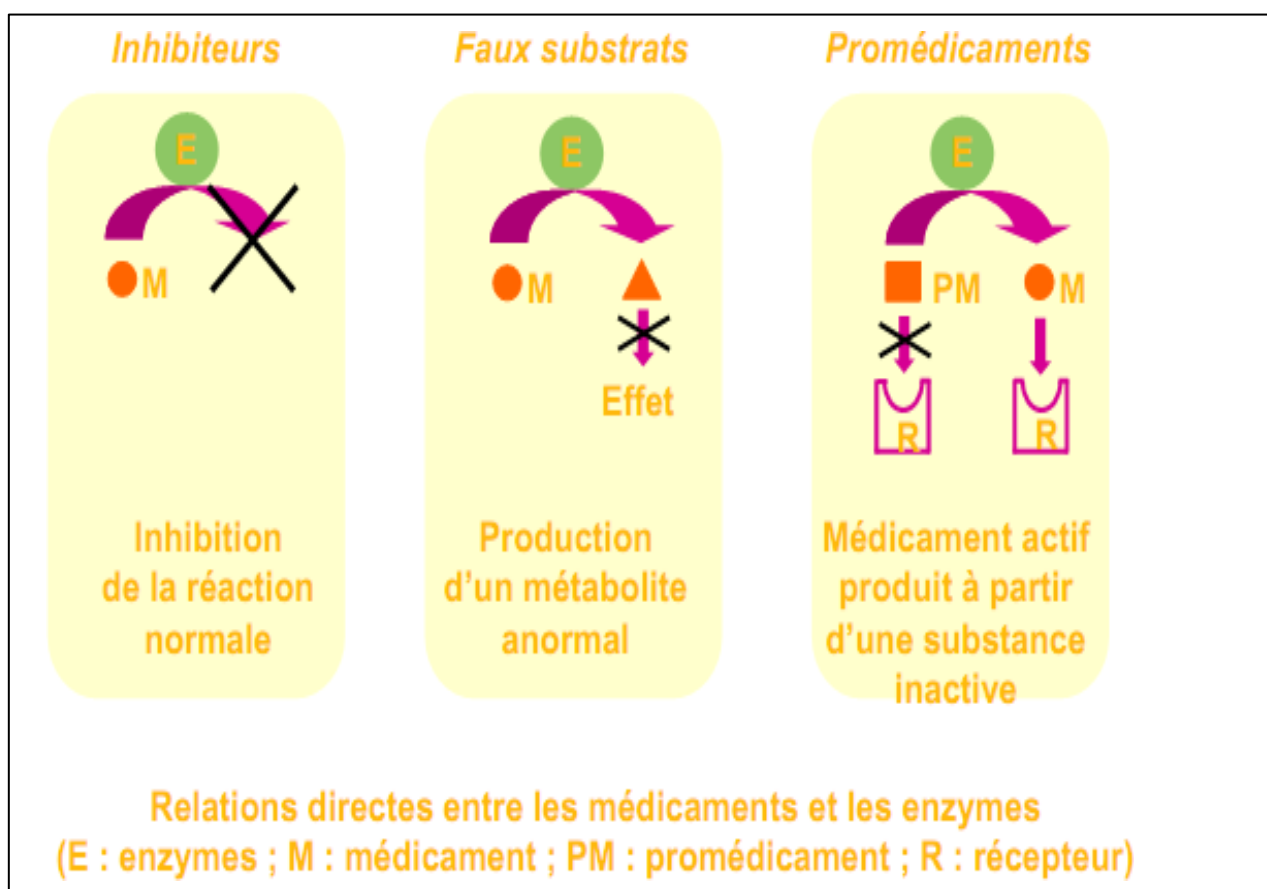 Inhibiteurs
E
M
Inhibition
de la réaction
normale
Faux substrats
E
M
Effet
Production
d’un métabolite
anormal
Promédicaments
E
PM
M
R
R
Médicament actif
produit à partir
d’une substance
inactive
Relations directes entre les médicaments et les enzymes
(E : enzymes ; M : médicament ; PM : promédicament ; R : récepteur)